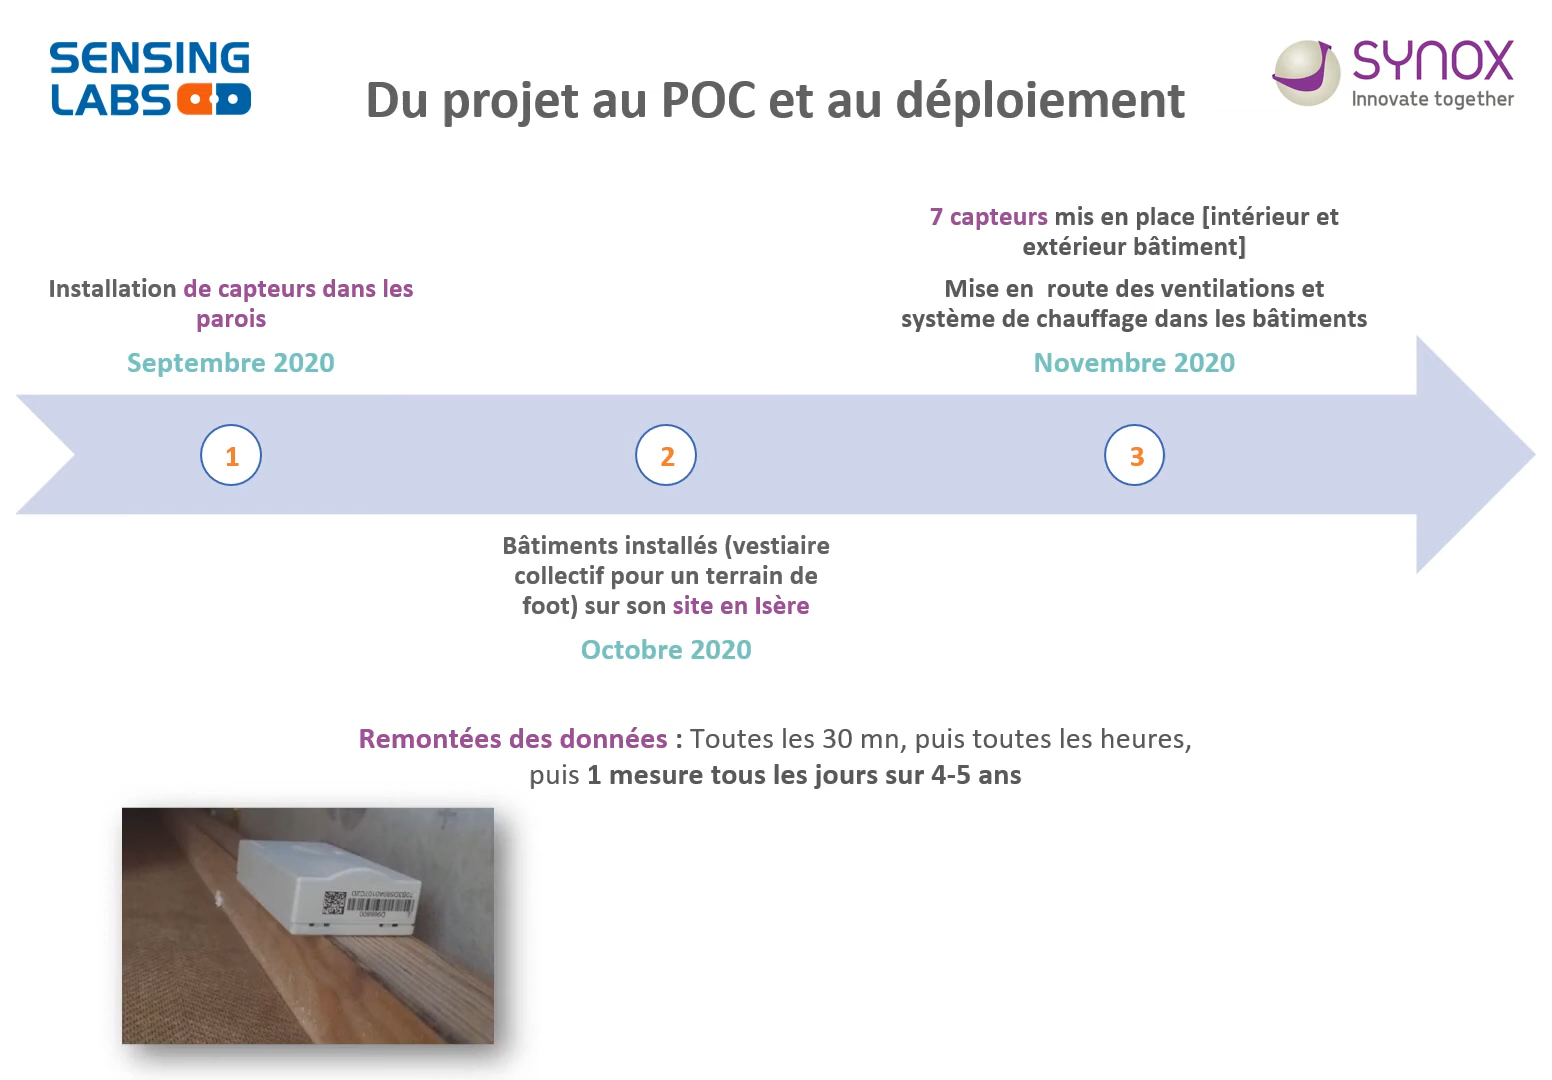 SENSING
LABS
Du projet au POC et au déploiement
SYNOX
Innovate together
Installation de capteurs dans les
parois
Septembre 2020
7 capteurs mis en place [intérieur et
extérieur bâtiment]
Mise en  route des ventilations et
système de chauffage dans les bâtiments
Novembre 2020
1
2
3
Bâtiments installés (vestiaire
collectif pour un terrain de
foot) sur son site en Isère
Octobre 2020
Remontées des données : Toutes les 30 mn, puis toutes les heures,
puis 1 mesure tous les jours sur 4-5 ans